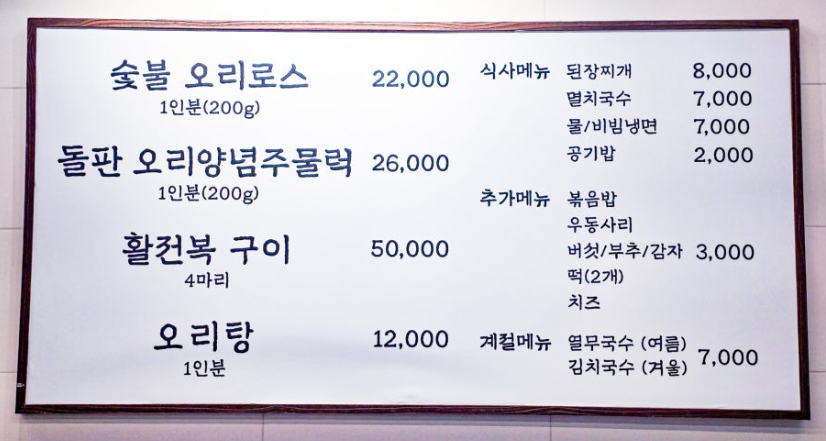 숯불 오리로스 22,000
1인분(200g)
돌판 오리양념주물럭 26,000
1인분(200g)
활전복 구이 50,000
4마리
오리탕 12,000
1인분
식사메뉴 된장찌개 8,000
멸치국수 7,000
물/비빔냉면 7,000
공기밥 2,000
추가메뉴 볶음밥
우동사리
버섯/부추/감자 3,000
떡(2개)
치즈
계절메뉴 열무국수 (여름)
김치국수 (겨울) 7,000